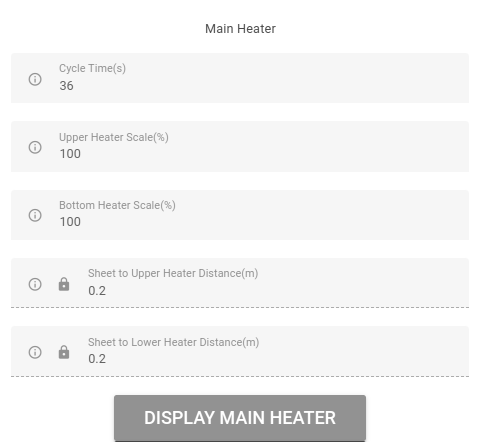 Main Heater
Cycle Time(s)
36
Upper Heater Scale(%)
100
Bottom Heater Scale(%)
100
Sheet to Upper Heater Distance(m)
0.2
Sheet to Lower Heater Distance(m)
0.2
DISPLAY MAIN HEATER